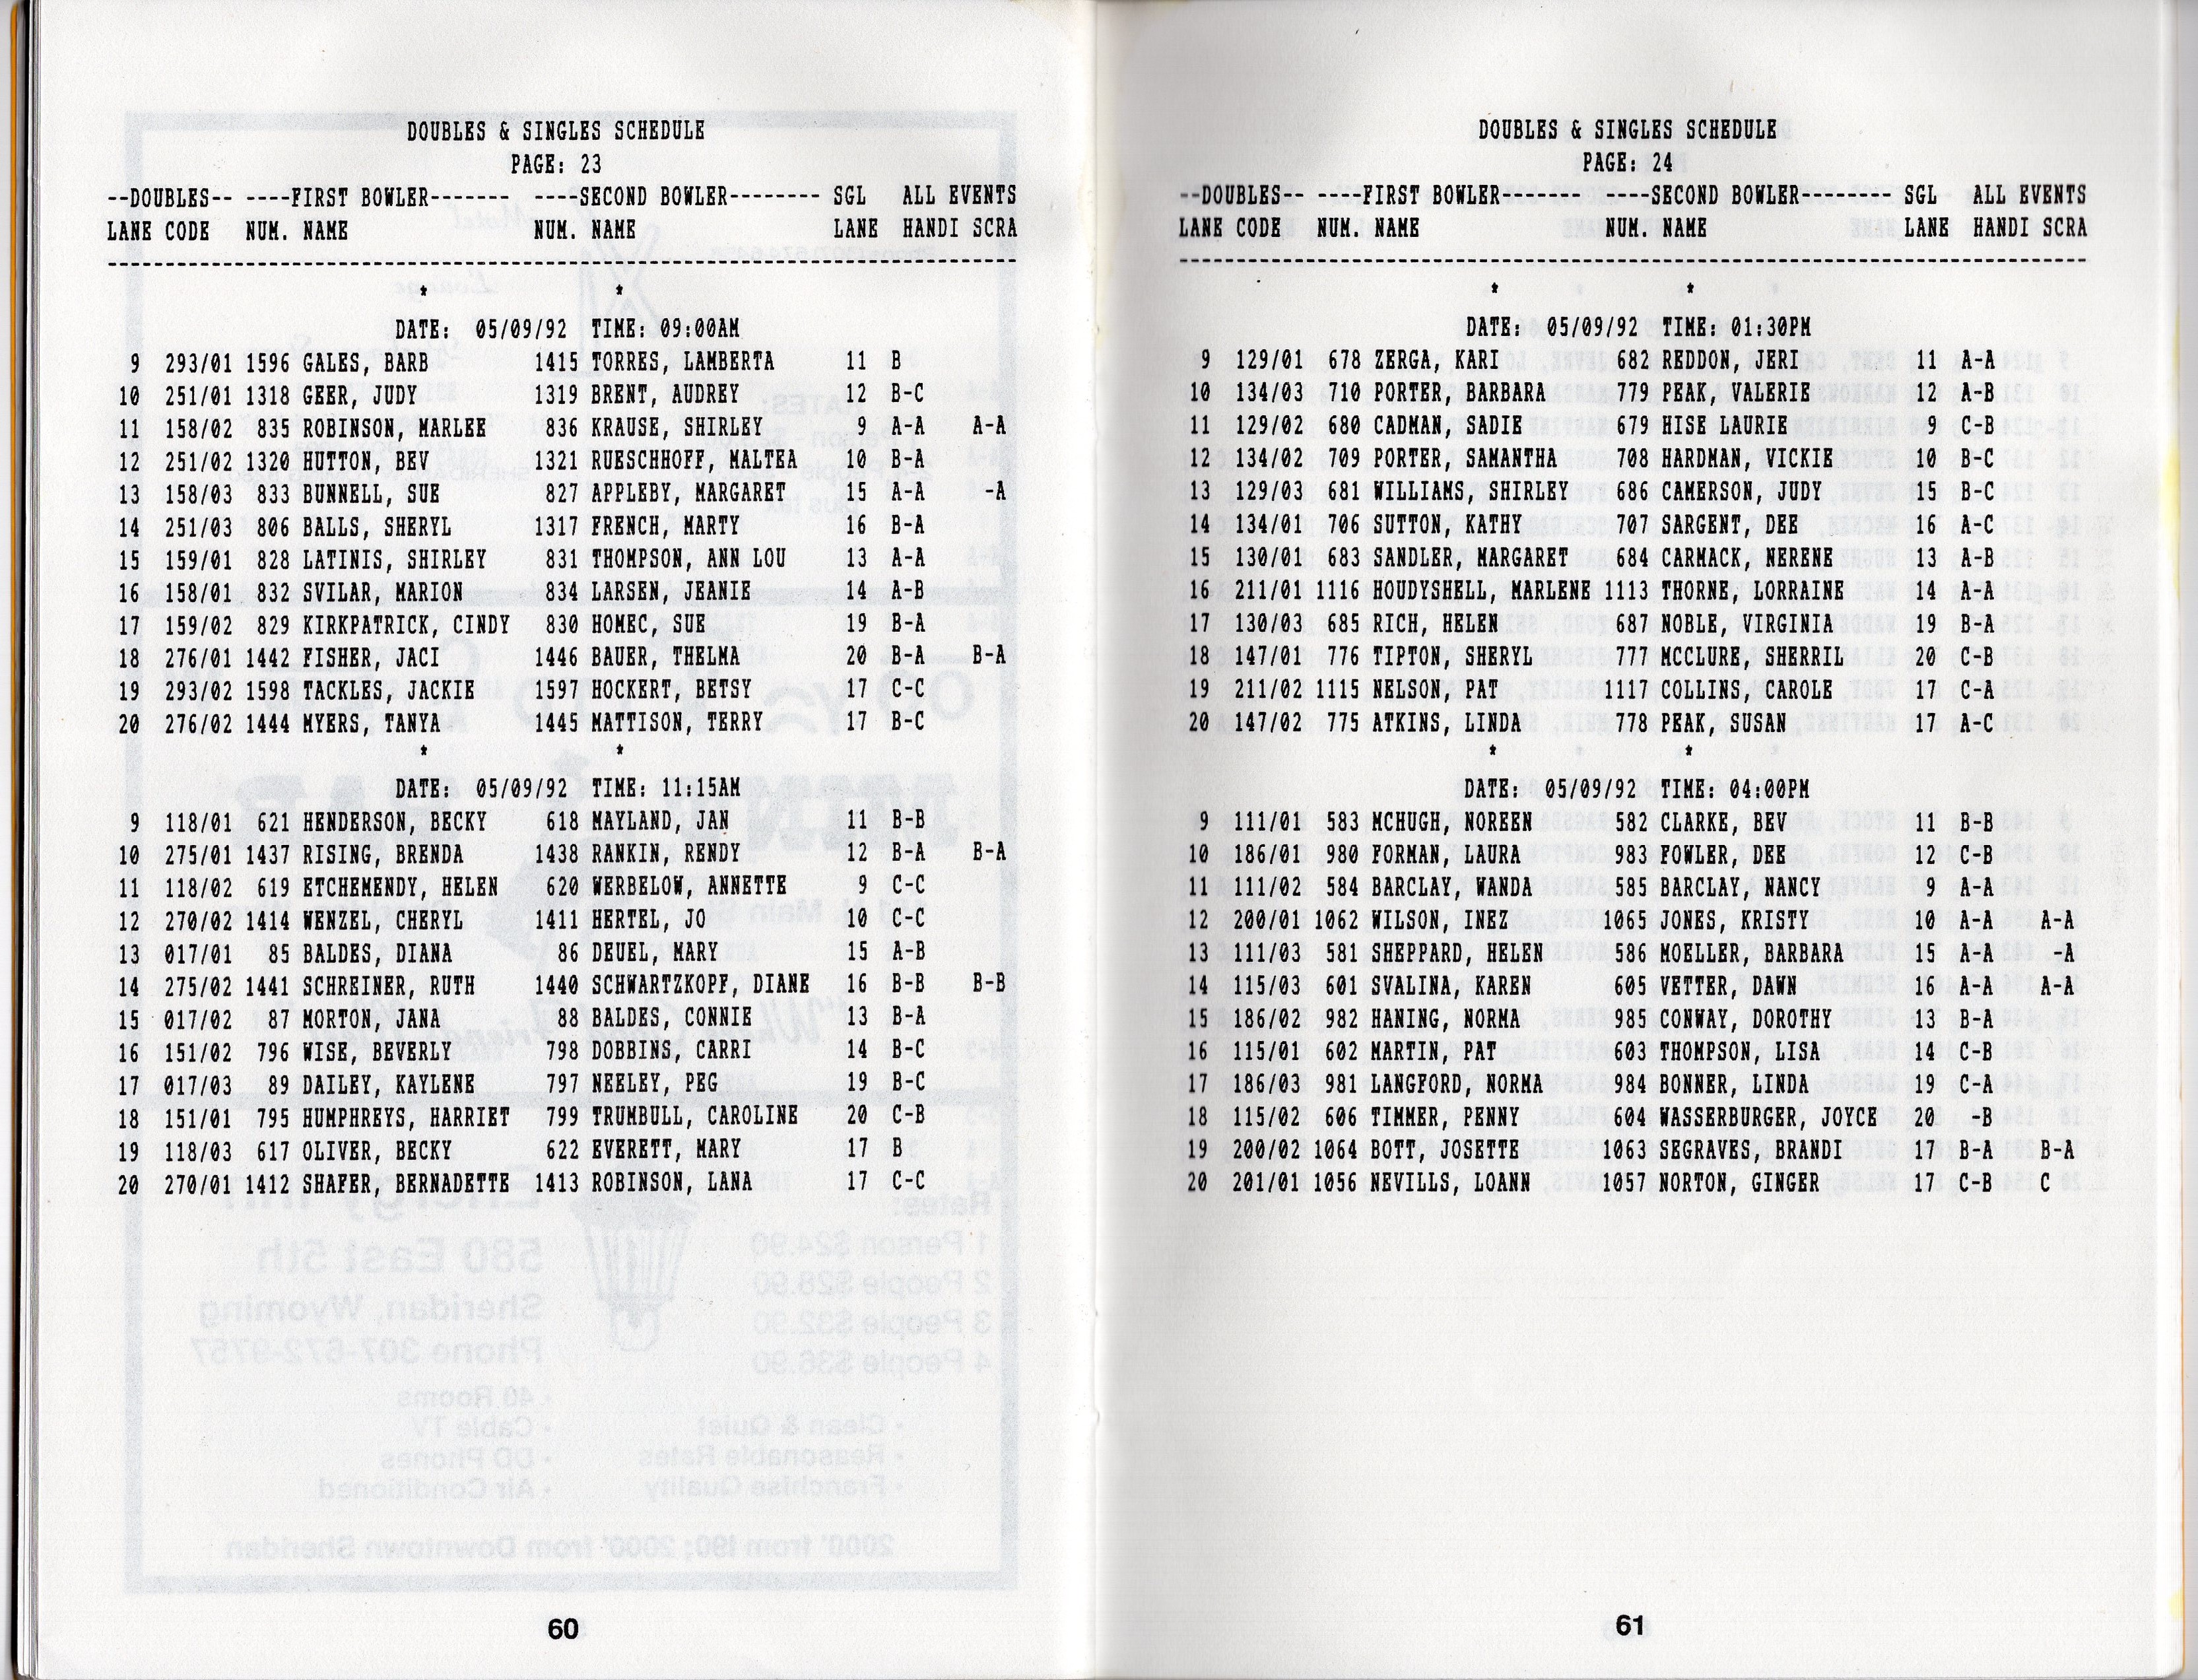 DOUBLES & SINGLES SCHEDULE
PAGE: 23
--DOUBLES-- ----FIRST BOWLER------- ----SECOND BOWLER-------- SGL ALL EVENTS
LANE CODE NUM. NAME NUM. NAME LANE HANDI SCRA
--------------------------------------------------------------------------------
* *
DATE: 05/09/92 TIME: 09:00AM
9 293/01 1596 GALES, BARB 1415 TORRES, LAMBERTA 11 B
10 251/01 1318 GEER, JUDY 1319 BRENT, AUDREY 12 B-C
11 158/02 835 ROBINSON, MARLEE 836 KRAUSE, SHIRLEY 9 A-A A-A
12 251/02 1320 HUTTON, BEV 1321 RUESCHHOFF, MALTEA 10 B-A
13 158/03 833 BUNNELL, SUE 827 APPLEBY, MARGARET 15 A-A -A
14 251/03 806 BALLS, SHERYL 1317 FRENCH, MARTY 16 B-A
15 159/01 828 LATINIS, SHIRLEY 831 THOMPSON, ANN LOU 13 A-A
16 158/01 832 SVILAR, MARION 834 LARSEN, JEANIE 14 A-B
17 159/02 829 KIRKPATRICK, CINDY 830 HOMEC, SUE 19 B-A
18 276/01 1442 FISHER, JACI 1446 BAUER, THELMA 20 B-A B-A
19 293/02 1598 TACKLES, JACKIE 1597 HOCKERT, BETSY 17 C-C
20 276/02 1444 MYERS, TANYA 1445 MATTISON, TERRY 17 B-C
* *
DATE: 05/09/92 TIME: 11:15AM
9 118/01 621 HENDERSON, BECKY 618 MAYLAND, JAN 11 B-B
10 275/01 1437 RISING, BRENDA 1438 RANKIN, RENDY 12 B-A B-A
11 118/02 619 ETCHEMENDY, HELEN 620 WERBELOW, ANNETTE 9 C-C
12 270/02 1414 WENZEL, CHERYL 1411 HERTEL, JO 10 C-C
13 017/01 85 BALDES, DIANA 86 DEUEL, MARY 15 A-B
14 275/02 1441 SCHREINER, RUTH 1440 SCHWARTZKOPF, DIANE 16 B-B B-B
15 017/02 87 MORTON, JANA 88 BALDES, CONNIE 13 B-A
16 151/02 796 WISE, BEVERLY 798 DOBBINS, CARRI 14 B-C
17 017/03 89 DAILEY, KAYLENE 797 NEELEY, PEG 19 B-C
18 151/01 795 HUMPHREYS, HARRIET 799 TRUMBULL, CAROLINE 20 C-B
19 118/03 617 OLIVER, BECKY 622 EVERETT, MARY 17 B
20 270/01 1412 SHAFER, BERNADETTE 1413 ROBINSON, LANA 17 C-C
60
DOUBLES & SINGLES SCHEDULE
PAGE: 24
--DOUBLES-- ----FIRST BOWLER------- ----SECOND BOWLER-------- SGL ALL EVENTS
LANE CODE NUM. NAME NUM. NAME LANE HANDI SCRA
--------------------------------------------------------------------------------
* *
DATE: 05/09/92 TIME: 01:30PM
9 129/01 678 ZERGA, KARI 682 REDDON, JERI 11 A-A
10 134/03 710 PORTER, BARBARA 779 PEAK, VALERIE 12 A-B
11 129/02 680 CADMAN, SADIE 679 HISE LAURIE 9 C-B
12 134/02 709 PORTER, SAMANTHA 708 HARDMAN, VICKIE 10 B-C
13 129/03 681 WILLIAMS, SHIRLEY 686 CAMERSON, JUDY 15 B-C
14 134/01 706 SUTTON, KATHY 707 SARGENT, DEE 16 A-C
15 130/01 683 SANDLER, MARGARET 684 CARMACK, NERENE 13 A-B
16 211/01 1116 HOUDYSHELL, MARLENE 1113 THORNE, LORRAINE 14 A-A
17 130/03 685 RICH, HELEN 687 NOBLE, VIRGINIA 19 B-A
18 147/01 776 TIPTON, SHERYL 777 MCCLURE, SHERRIL 20 C-B
19 211/02 1115 NELSON, PAT 1117 COLLINS, CAROLE 17 C-A
20 147/02 775 ATKINS, LINDA 778 PEAK, SUSAN 17 A-C
* *
DATE: 05/09/92 TIME: 04:00PM
9 111/01 583 MCHUGH, NOREEN 582 CLARKE, BEV 11 B-B
10 186/01 980 FORMAN, LAURA 983 FOWLER, DEE 12 C-B
11 111/02 584 BARCLAY, WANDA 585 BARCLAY, NANCY 9 A-A
12 200/01 1062 WILSON, INEZ 1065 JONES, KRISTY 10 A-A A-A
13 111/03 581 SHEPPARD, HELEN 586 MOELLER, BARBARA 15 A-A -A
14 115/03 601 SVALINA, KAREN 605 VETTER, DAWN 16 A-A A-A
15 186/02 982 HANING, NORMA 985 CONWAY, DOROTHY 13 B-A
16 115/01 602 MARTIN, PAT 603 THOMPSON, LISA 14 C-B
17 186/03 981 LANGFORD, NORMA 984 BONNER, LINDA 19 C-A
18 115/02 606 TIMMER, PENNY 604 WASSERBURGER, JOYCE 20 -B
19 200/02 1064 BOTT, JOSETTE 1063 SEGRAVES, BRANDI 17 B-A B-A
20 201/01 1056 NEVILLS, LOANN 1057 NORTON, GINGER 17 C-B C
61